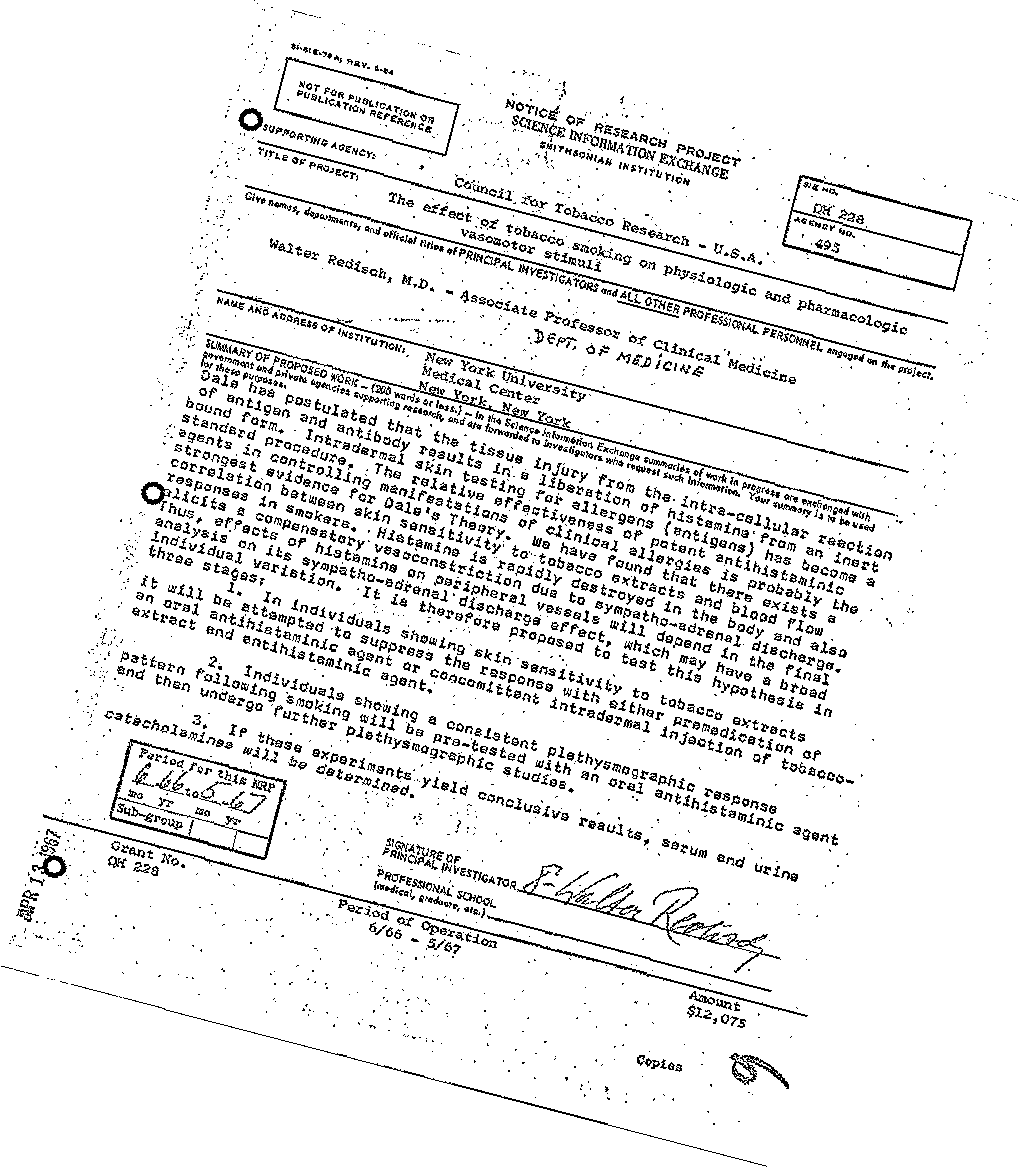 SI-SIE-78A, REV. 5-64
NOT FOR PUBLICATION OR
PUBLICATION REFERENCE
NOTICE OF RESEARCH PROJECT
SCIENCE INFORMATION EXCHANGE
SMITHSONIAN INSTITUTION
SIE NO.
QM 228
AGENCY NO.
495
SUPPORTING AGENCY:
Council for Tobacco Research - U.S.A.
TITLE OF PROJECT:
The effect of tobacco smoking on physiologic and pharmacologic
vasomotor stimuli
Give names, departments, and official titles of PRINCIPAL INVESTIGATORS and ALL OTHER PROFESSIONAL PERSONNEL engaged on the project.
Walter Redisch, M.D. - Associate Professor of Clinical Medicine
DEPT. OF MEDICINE
NAME AND ADDRESS OF INSTITUTION:
New York University
Medical Center
New York, New York
SUMMARY OF PROPOSED WORK - (200 words or less.) - In the Science Information Exchange summaries of work in progress are exchanged with
government and private agencies supporting research, and are forwarded to investigators who request such information. Your summary is to be used
for these purposes.
Dale has postulated that the tissue injury from the intra-cellular reaction
of antigen and antibody results in a liberation of histamine from an inert
bound form. Intradermal skin testing for allergens (antigens) has become a
standard procedure. The relative effectiveness of potent antihistaminic
agents in controlling manifestations of clinical allergies is probably the
strongest evidence for Dale's Theory. We have found that there exists a
correlation between skin sensitivity to tobacco extracts and blood flow
responses in smokers. Histamine is rapidly destroyed in the body and also
elicits a compensatory vasoconstriction due to sympatho-adrenal discharge.
Thus, effects of histamine on peripheral vessels will depend in the final
analysis on its sympatho-adrenal discharge effect, which may have a broad
individual variation. It is therefore proposed to test this hypothesis in
three stages:
1. In individuals showing skin sensitivity to tobacco extracts
it will be attempted to suppress the response with either premedication of
an oral antihistaminic agent or concomittent intradermal injection of tobacco-
extract and antihistaminic agent.
2. Individuals showing a consistent plethysmographic response
pattern following smoking will be pre-tested with an oral antihistaminic agent
and then undergo further plethysmographic studies.
3. If these experiments yield conclusive results, serum and urine
catecholamines will be determined.
Period for this NRP
6 66 to 5 67
mo yr mo yr
Sub-group
SIGNATURE OF
PRINCIPAL INVESTIGATOR
F. Walter Redisch
PROFESSIONAL SCHOOL
(medical, graduate, etc.)
APR 13 1967
Grant No.
QM 228
Period of Operation
6/66 - 5/67
Amount
$12,075
Copies